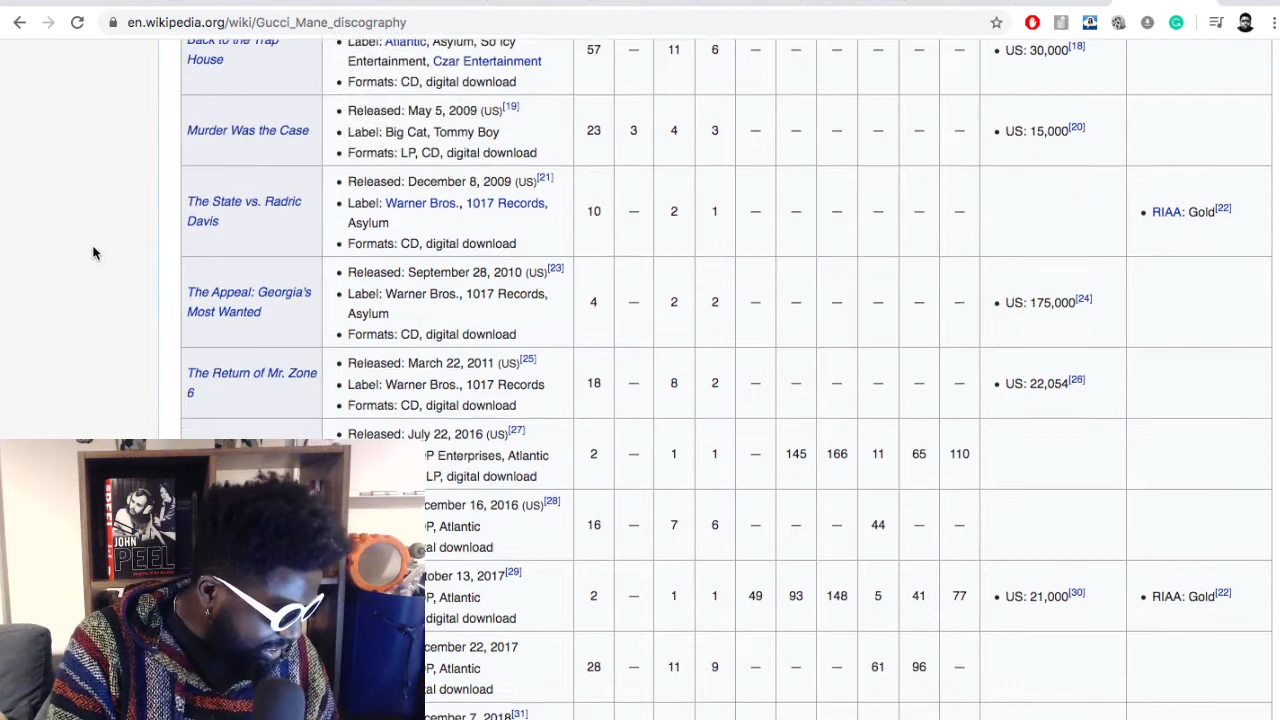 en.wikipedia.org/wiki/Gucci_Mane_discography
Back to the Trap
House
Label: Atlantic, Asylum, So Icy
Entertainment, Czar Entertainment
• Formats: CD, digital download
57 — 11 6 — — — — — —
• US: 30,000[18]
Murder Was the Case
• Released: May 5, 2009 (US)[19]
• Label: Big Cat, Tommy Boy
• Formats: LP, CD, digital download
23 3 4 3 — — — — — —
• US: 15,000[20]
The State vs. Radric
Davis
• Released: December 8, 2009 (US)[21]
• Label: Warner Bros., 1017 Records,
Asylum
• Formats: CD, digital download
10 — 2 1 — — — — — —
• RIAA: Gold[22]
The Appeal: Georgia's
Most Wanted
• Released: September 28, 2010 (US)[23]
• Label: Warner Bros., 1017 Records,
Asylum
• Formats: CD, digital download
4 — 2 2 — — — — — —
• US: 175,000[24]
The Return of Mr. Zone
6
• Released: March 22, 2011 (US)[25]
• Label: Warner Bros., 1017 Records
• Formats: CD, digital download
18 — 8 2 — — — — — —
• US: 22,054[26]
Released: July 22, 2016 (US)[27]
P Enterprises, Atlantic
LP, digital download
2 — 1 1 — 145 166 11 65 110
cember 16, 2016 (US)[28]
P, Atlantic
al download
16 — 7 6 — — — 44 — —
tober 13, 2017[29]
P, Atlantic
al download
2 — 1 1 49 93 148 5 41 77
• US: 21,000[30]
• RIAA: Gold[22]
cember 22, 2017
P, Atlantic
al download
28 — 11 9 — — — 61 96 —
cember 7, 2018[31]
JOHN
PEEL